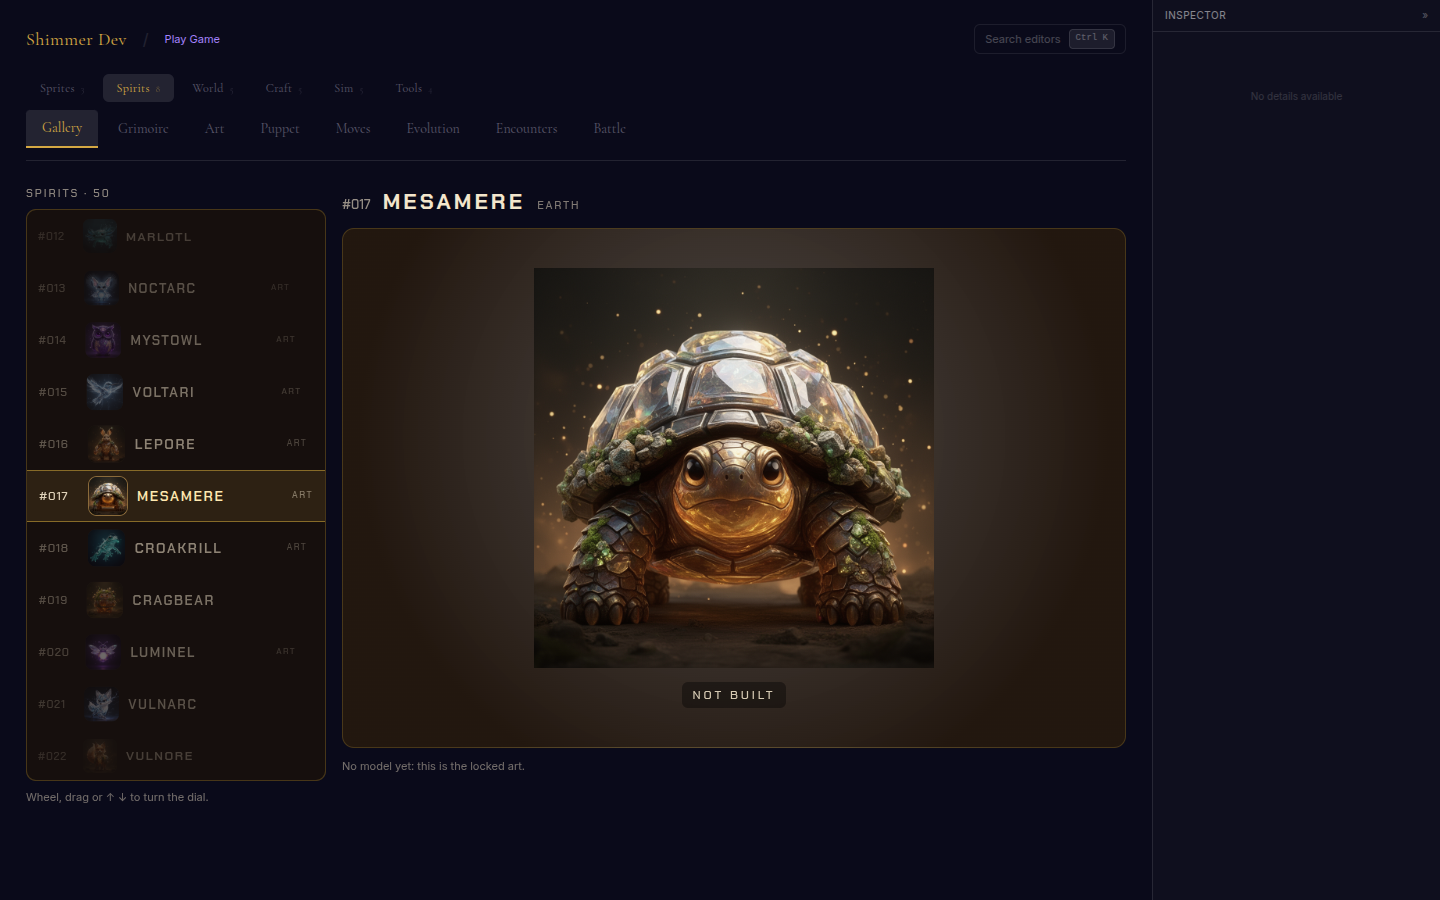 Shimmer Dev / Play Game
Search editors Ctrl K
INSPECTOR »
No details available
Sprites Spirits 8 World Craft Sim Tools
Gallery Grimoire Art Puppet Moves Evolution Encounters Battle
SPIRITS · 50
#012 MARLOTL
#013 NOCTARC ART
#014 MYSTOWL ART
#015 VOLTARI ART
#016 LEPORE ART
#017 MESAMERE ART
#018 CROAKRILL ART
#019 CRAGBEAR
#020 LUMINEL ART
#021 VULNARC
#022 VULNORE
Wheel, drag or ↑ ↓ to turn the dial.
#017 MESAMERE EARTH
NOT BUILT
No model yet: this is the locked art.